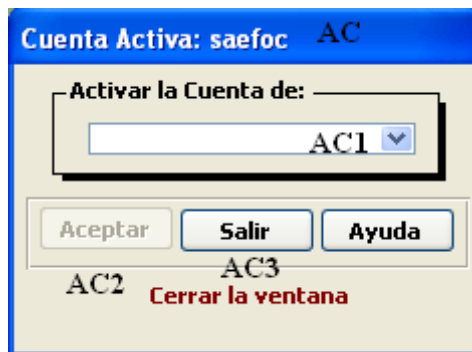 Cuenta Activa: saefoc AC
Activar la Cuenta de:
AC1
Aceptar Salir Ayuda
AC2 AC3
Cerrar la ventana